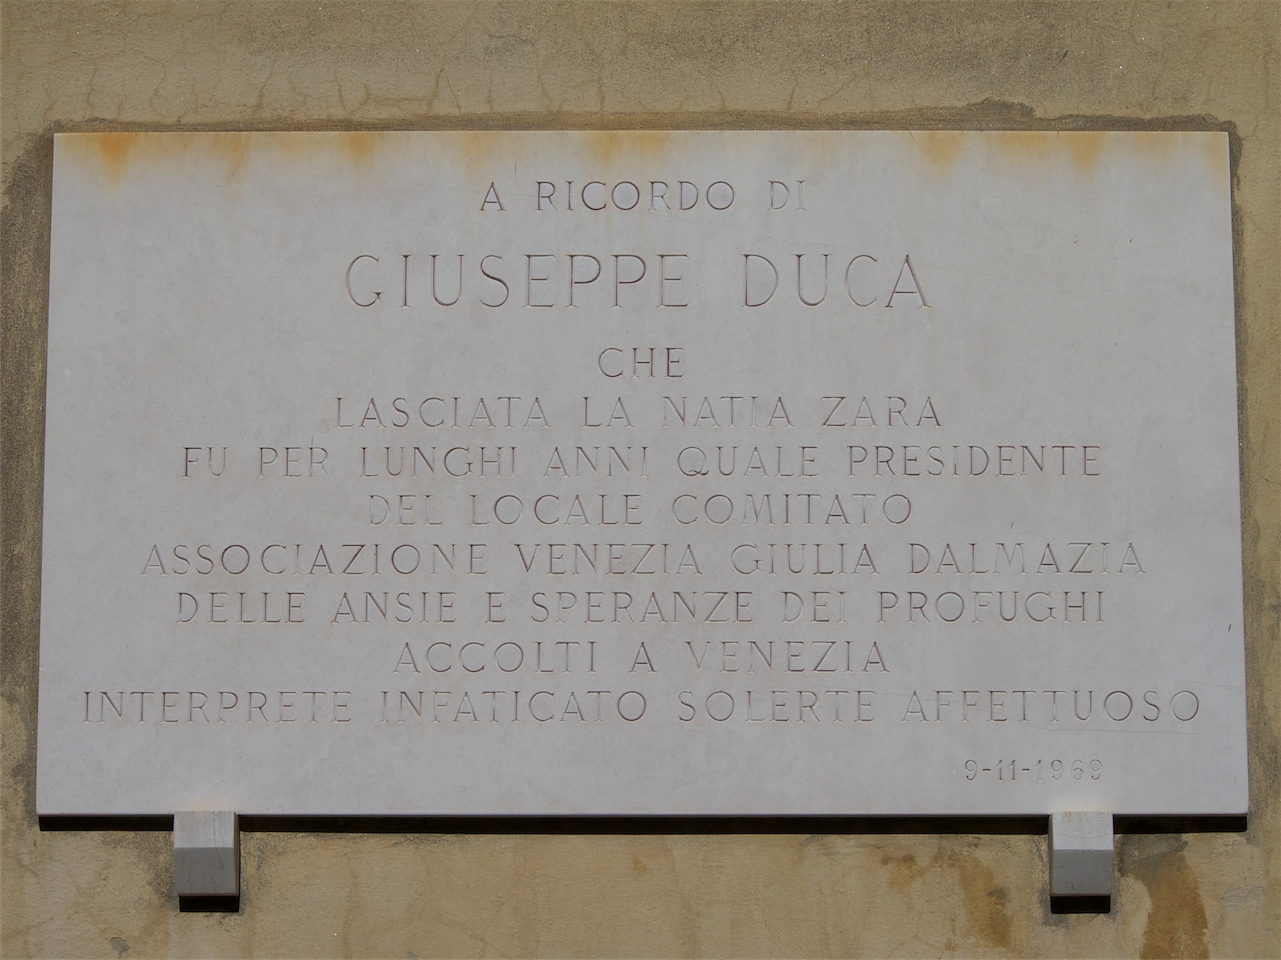 A RICORDO DI
GIUSEPPE DUCA
CHE
LASCIATA LA NATIA ZARA
FU PER LUNGHI ANNI QUALE PRESIDENTE
DEL LOCALE COMITATO
ASSOCIAZIONE VENEZIA GIULIA DALMAZIA
DELLE ANSIE E SPERANZE DEI PROFUGHI
ACCOLTI A VENEZIA
INTERPRETE INFATICATO SOLERTE AFFETTUOSO
9-11-1969